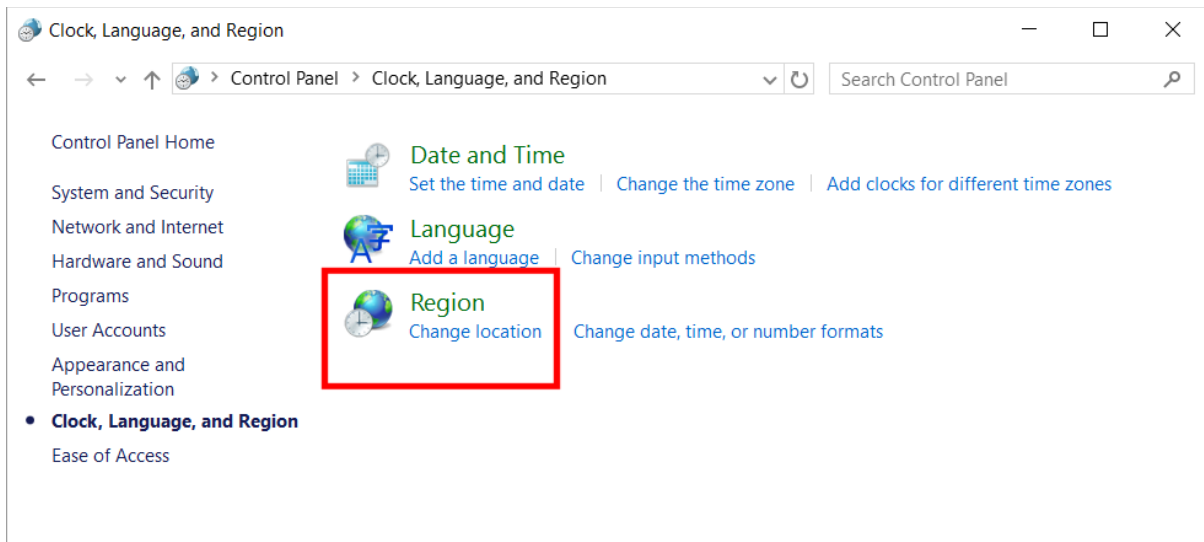 Clock, Language, and Region
Control Panel > Clock, Language, and Region
Search Control Panel
Control Panel Home
System and Security
Network and Internet
Hardware and Sound
Programs
User Accounts
Appearance and
Personalization
Clock, Language, and Region
Ease of Access
Date and Time
Set the time and date | Change the time zone | Add clocks for different time zones
A字
Language
Add a language | Change input methods
Region
Change location Change date, time, or number formats